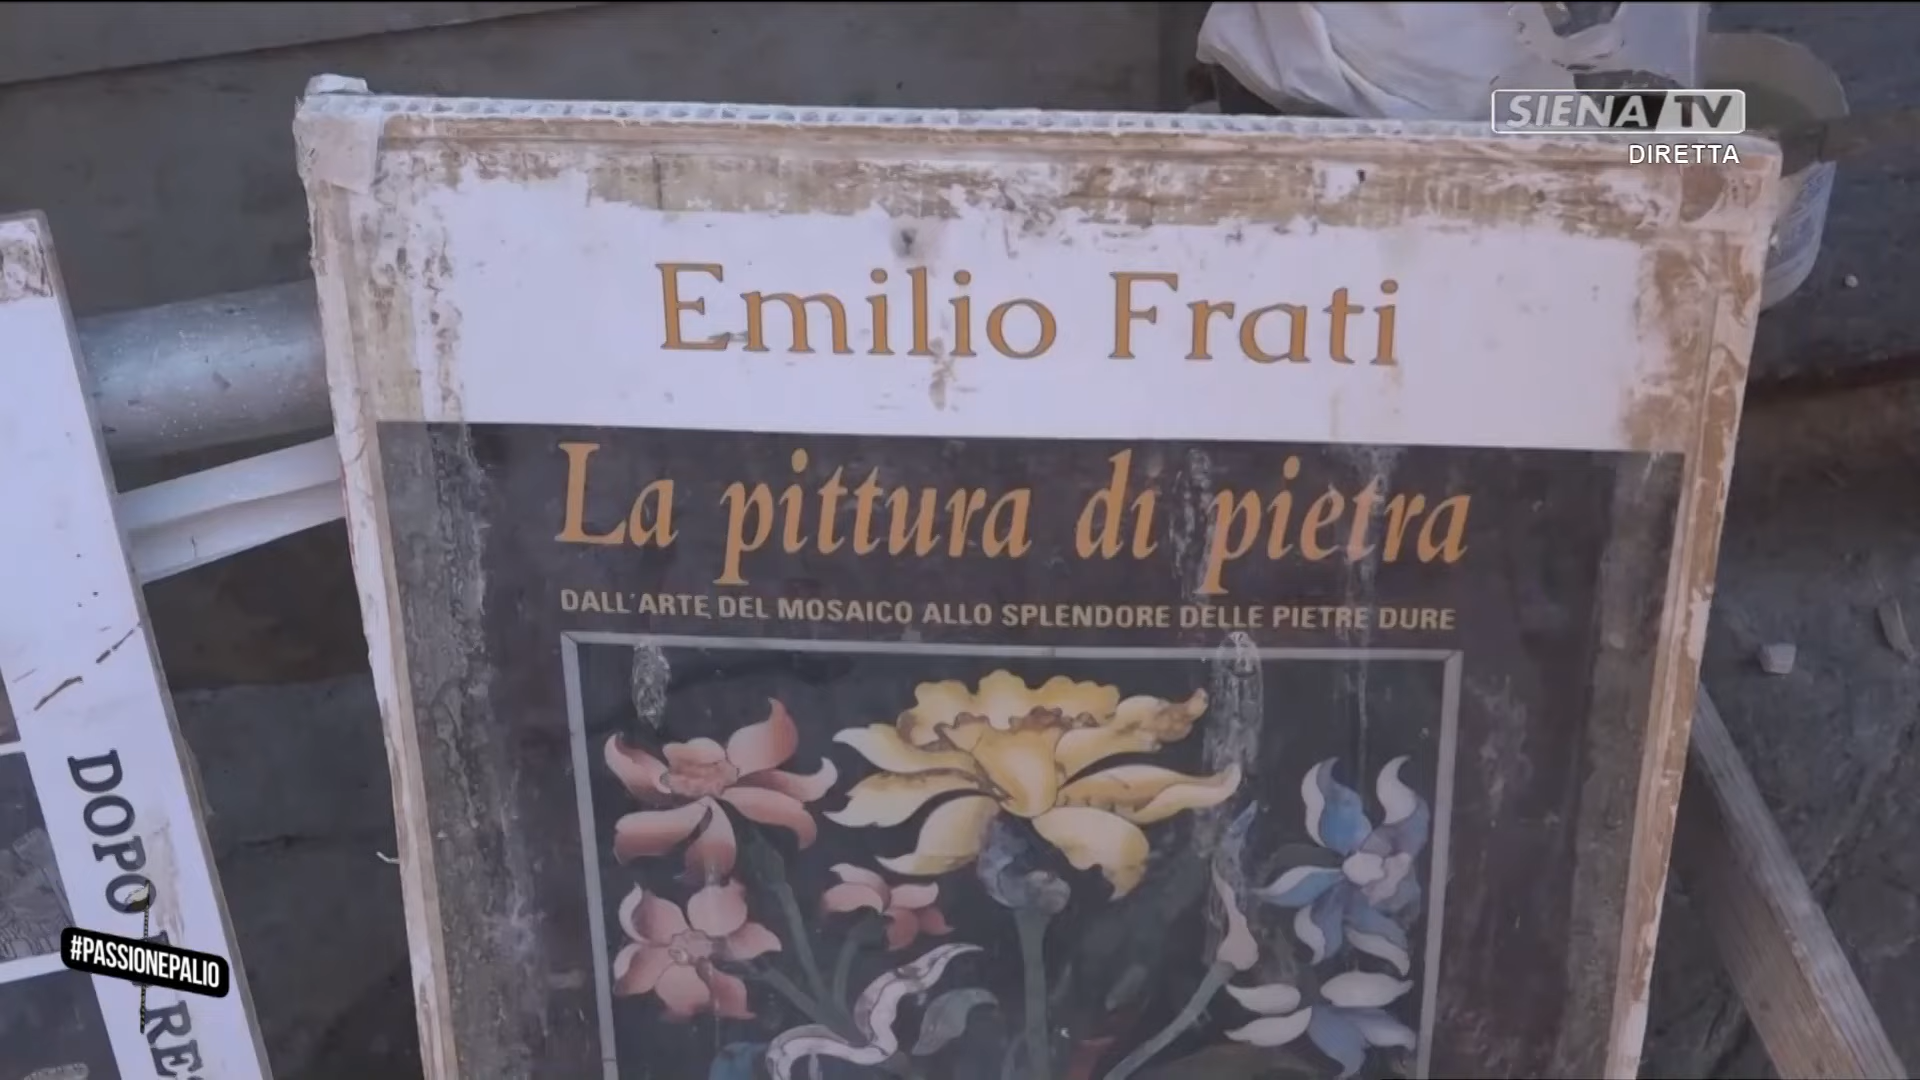 SIENA TV
DIRETTA
Emilio Frati
La pittura di pietra
DALL'ARTE DEL MOSAICO ALLO SPLENDORE DELLE PIETRE DURE
DOPO
#PASSIONEPALIO